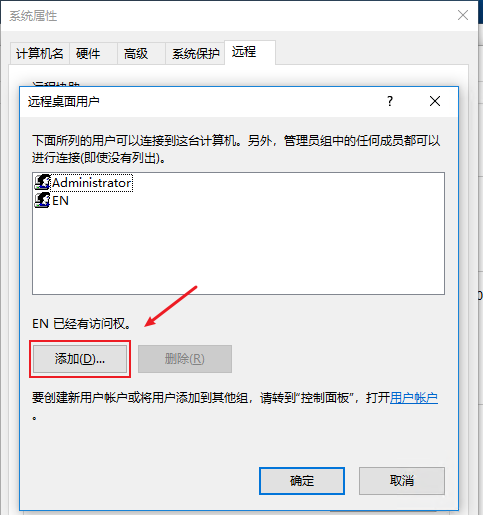 系统属性
计算机名
硬件
高级
系统保护
远程
远程桌面用户
?
下面所列的用户可以连接到这台计算机。另外，管理员组中的任何成员都可以
进行连接(即使没有列出)。
Administrator
EN
EN 已经有访问权。
添加(D)...
删除(R)
要创建新用户帐户或将用户添加到其他组，请转到"控制面板"，打开用户帐户
。
确定
取消